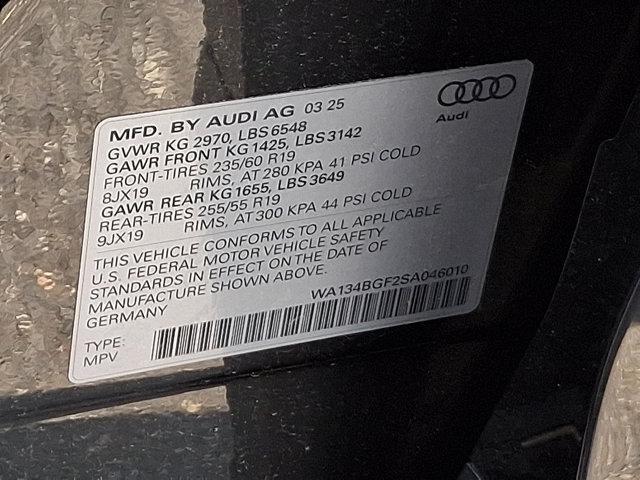 MFD. BY AUDI AG 03 25
GVWR KG 2970, LBS 6548
GAWR FRONT KG 1425, LBS 3142
FRONT-TIRES 235/60 R19
8JX19 RIMS, AT 280 KPA 41 PSI COLD
GAWR REAR KG 1655, LBS 3649
REAR-TIRES 255/55 R19
9JX19 RIMS, AT 300 KPA 44 PSI COLD
THIS VEHICLE CONFORMS TO ALL APPLICABLE
U.S. FEDERAL MOTOR VEHICLE SAFETY
STANDARDS IN EFFECT ON THE DATE OF
MANUFACTURE SHOWN ABOVE.
GERMANY
WA134BGF2SA046010
TYPE:
MPV
Audi